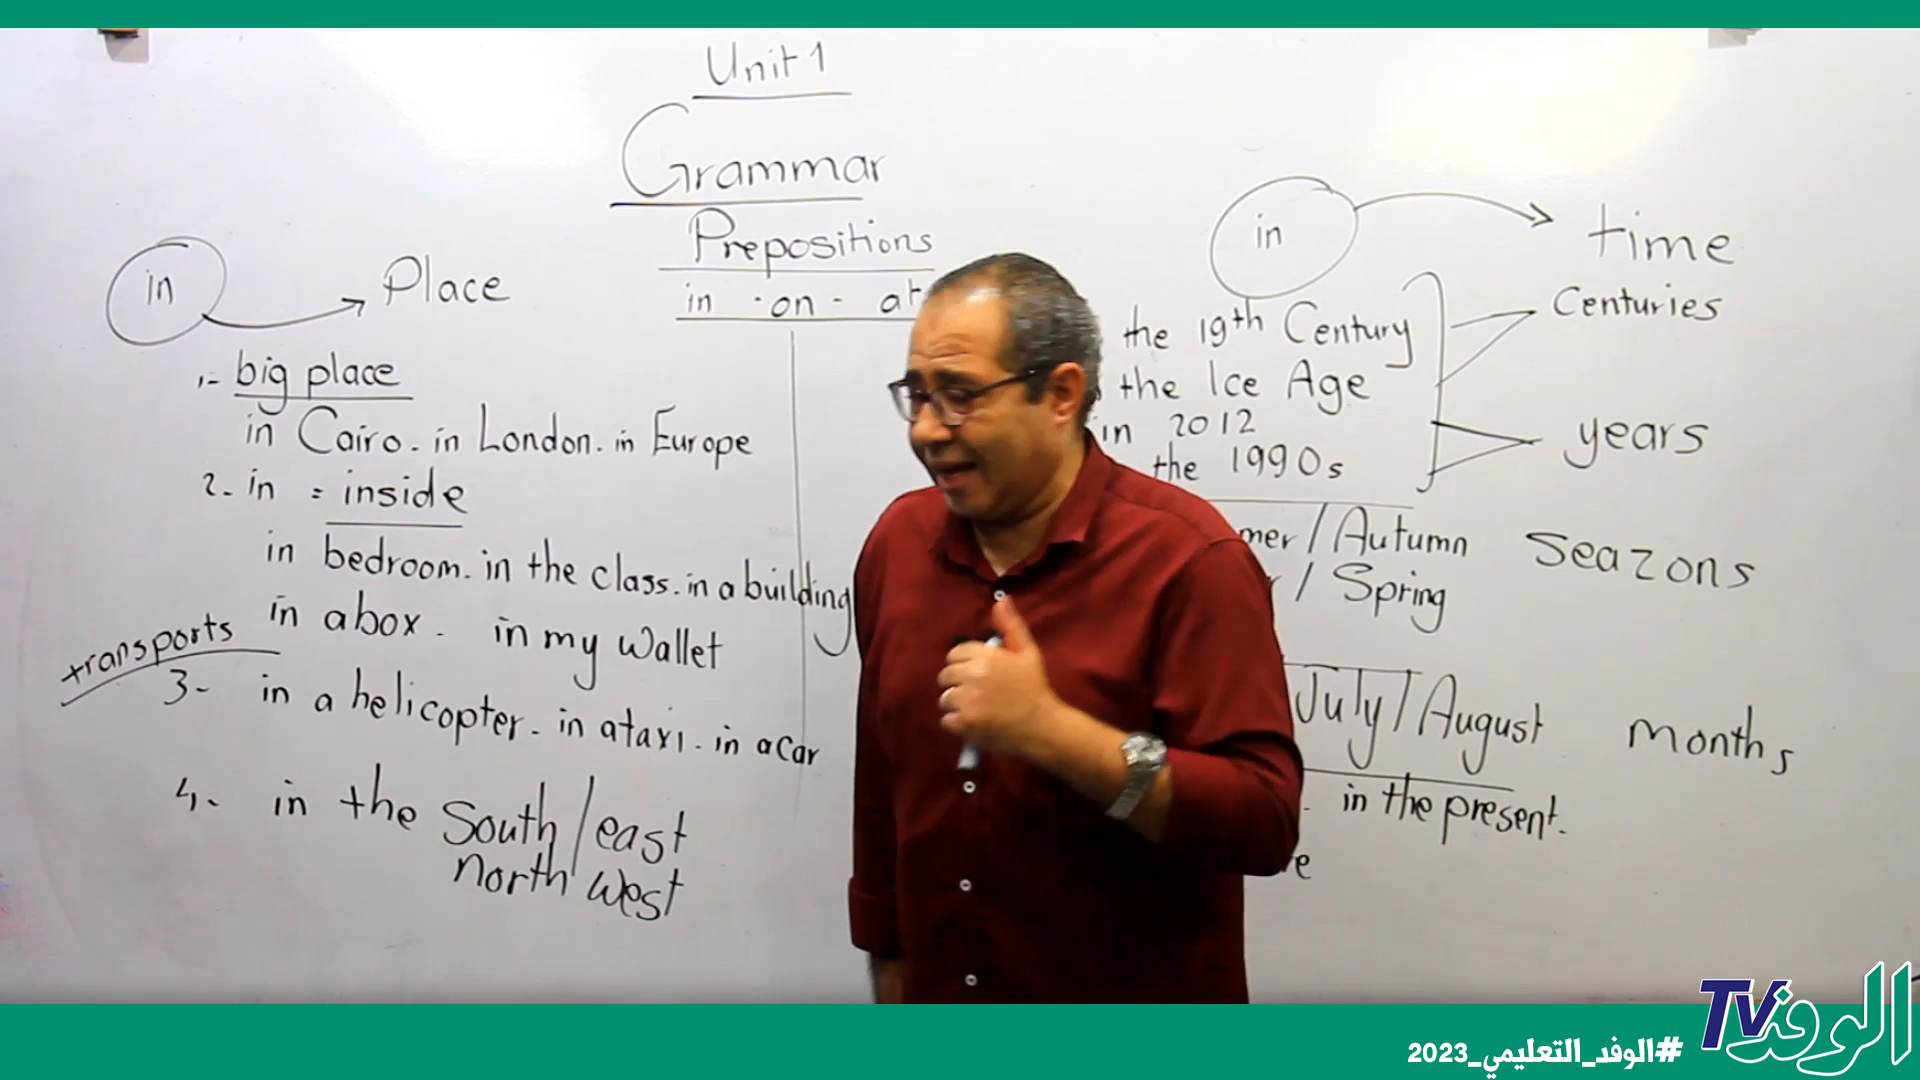 Unit 1
Grammar
Prepositions
in - on - at
in Place
1- big place
in Cairo. in London. in Europe
2- in = inside
in bedroom. in the class. in a building
in a box. in my wallet
transports
3- in a helicopter. in a taxi. in a car
4- in the South/east
north west
in time
the 19th Century
the Ice Age
Centuries
in 2012
the 1990s
years
mer / Autumn
/ Spring
Seazons
July/August
months
in the present.
الوفد TV
#الوفد_التعليمي_2023